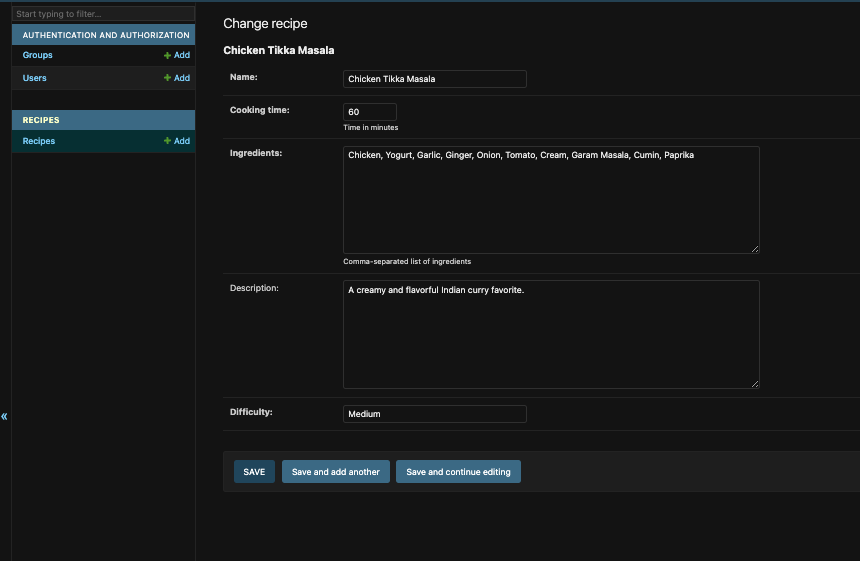 Start typing to filter...
AUTHENTICATION AND AUTHORIZATION
Groups + Add
Users + Add
RECIPES
Recipes + Add
«
Change recipe
Chicken Tikka Masala
Name: Chicken Tikka Masala
Cooking time: 60
Time in minutes
Ingredients: Chicken, Yogurt, Garlic, Ginger, Onion, Tomato, Cream, Garam Masala, Cumin, Paprika
Comma-separated list of ingredients
Description: A creamy and flavorful Indian curry favorite.
Difficulty: Medium
SAVE Save and add another Save and continue editing